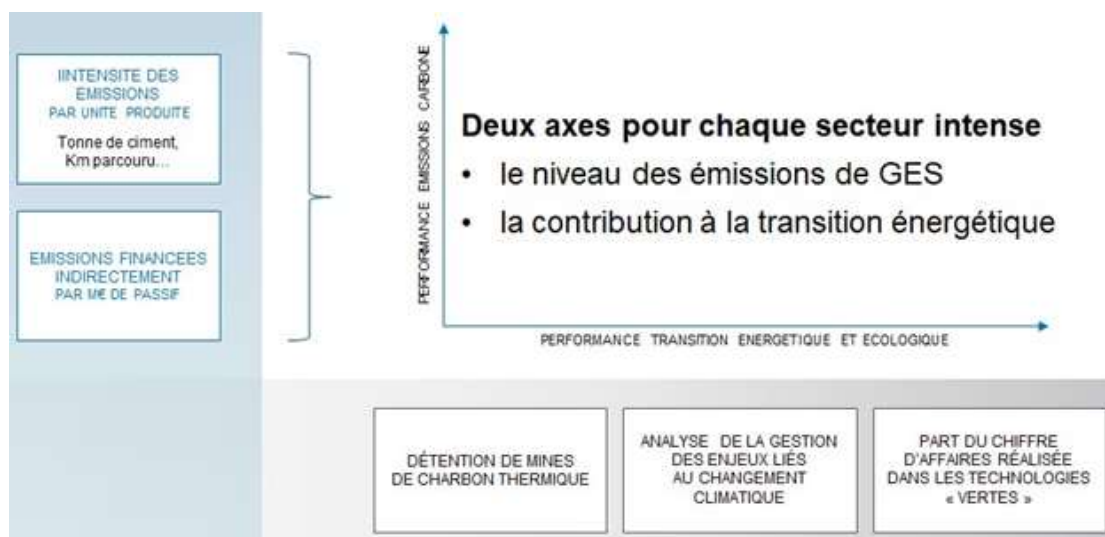 IINTENSITE DES
EMISSIONS
PAR UNITE PRODUITE
Tonne de ciment,
Km parcouru...
EMISSIONS FINANCEES
INDIRECTEMENT
PAR M€ DE PASSIF
PERFORMANCE EMISSIONS CARBONE
Deux axes pour chaque secteur intense
• le niveau des émissions de GES
• la contribution à la transition énergétique
PERFORMANCE TRANSITION ENERGETIQUE ET ECOLOGIQUE
DÉTENTION DE MINES
DE CHARBON THERMIQUE
ANALYSE DE LA GESTION
DES ENJEUX LIÉS
AU CHANGEMENT
CLIMATIQUE
PART DU CHIFFRE
D'AFFAIRES RÉALISÉE
DANS LES TECHNOLOGIES
« VERTES »